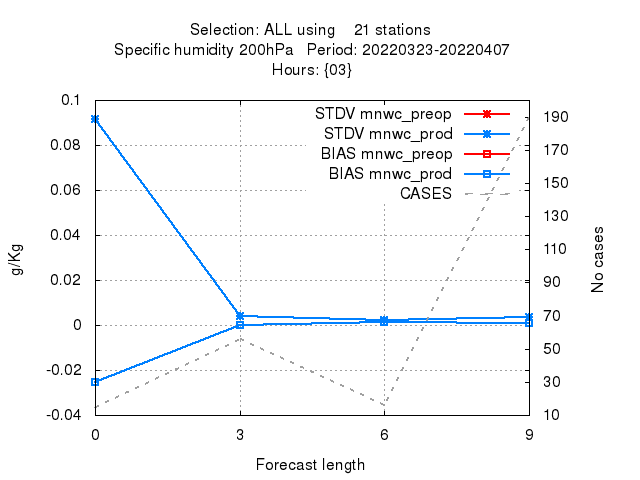 Selection: ALL using    21 stations
Specific humidity 200hPa   Period: 20220323-20220407
Hours: {03}
STDV mnwc_preop
STDV mnwc_prod
BIAS mnwc_preop
BIAS mnwc_prod
CASES
0.1
0.08
0.06
0.04
0.02
0
-0.02
-0.04
g/Kg
190
170
150
130
110
90
70
50
30
10
No cases
0 3 6 9
Forecast length